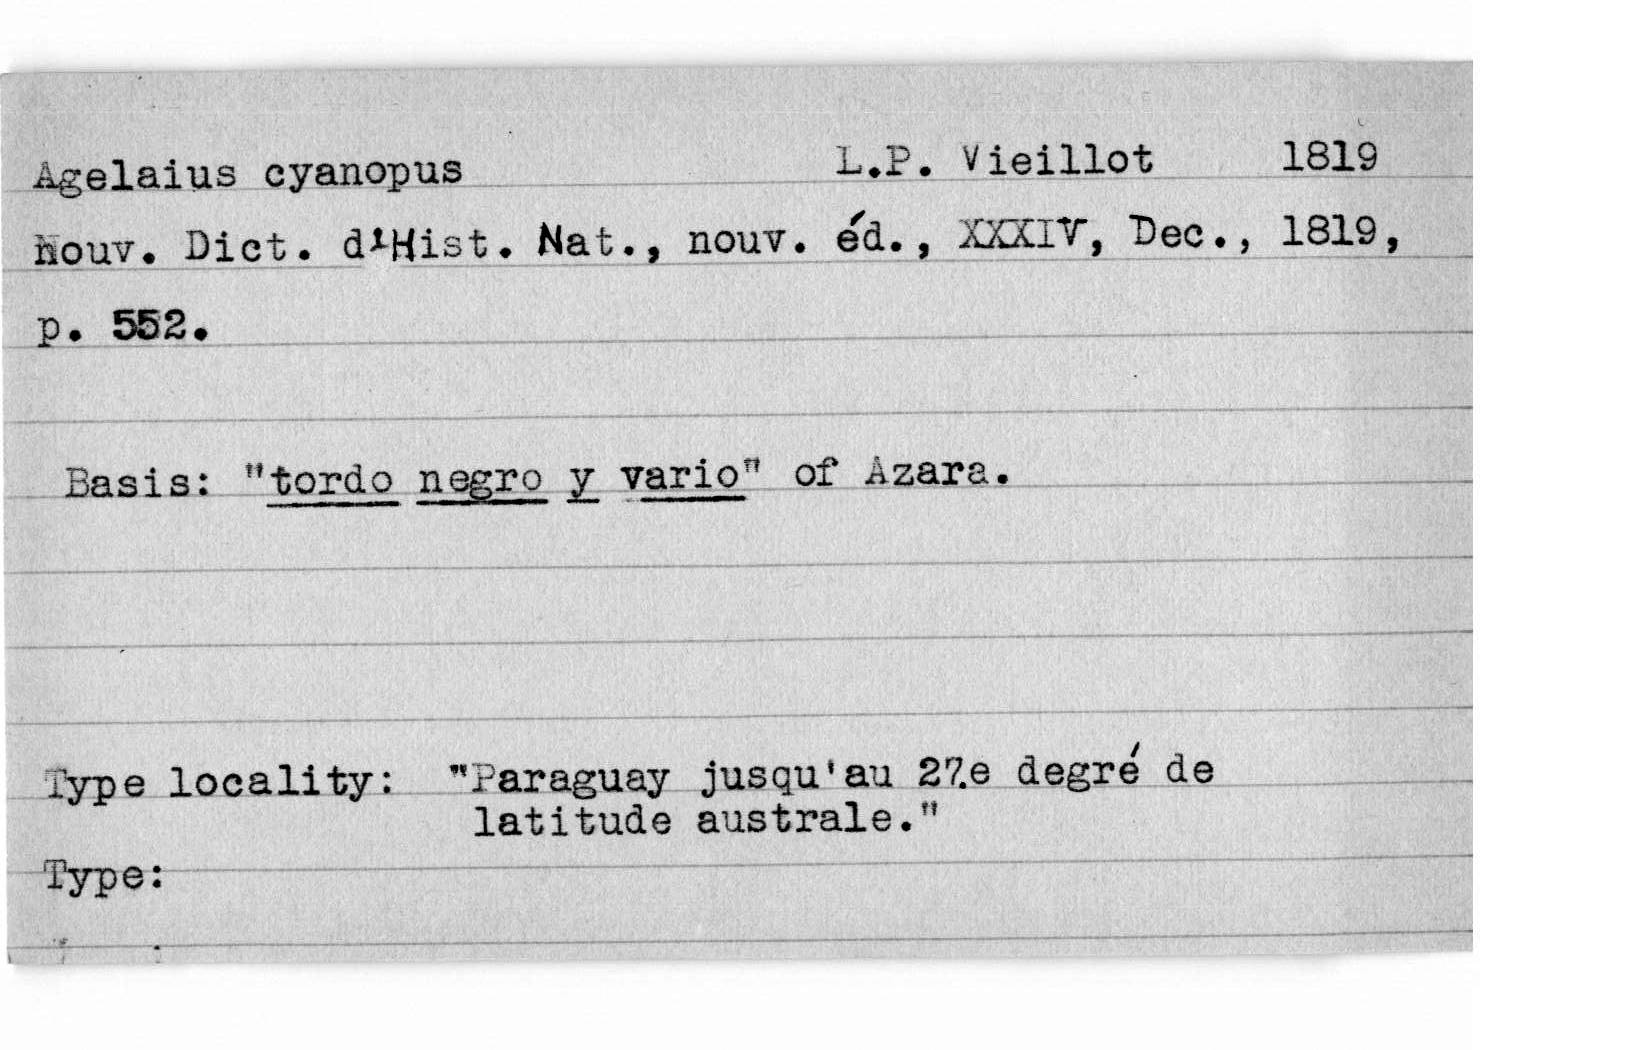 Agelaius cyanopus L.P. Vieillot 1819
Nouv. Dict. d'Hist. Nat., nouv. éd., XXXIV, Dec., 1819,
p. 552.
Basis: "tordo negro y vario" of Azara.
Type locality: "Paraguay jusqu'au 27.e degré de
latitude australe."
Type: